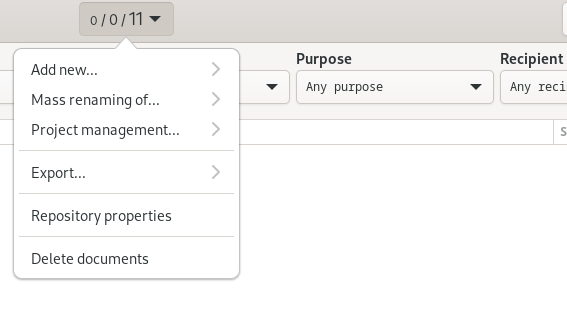 0 / 0 / 11
Purpose
Recipient
Any purpose
Any reci
S
Add new...
Mass renaming of...
Project management...
Export...
Repository properties
Delete documents